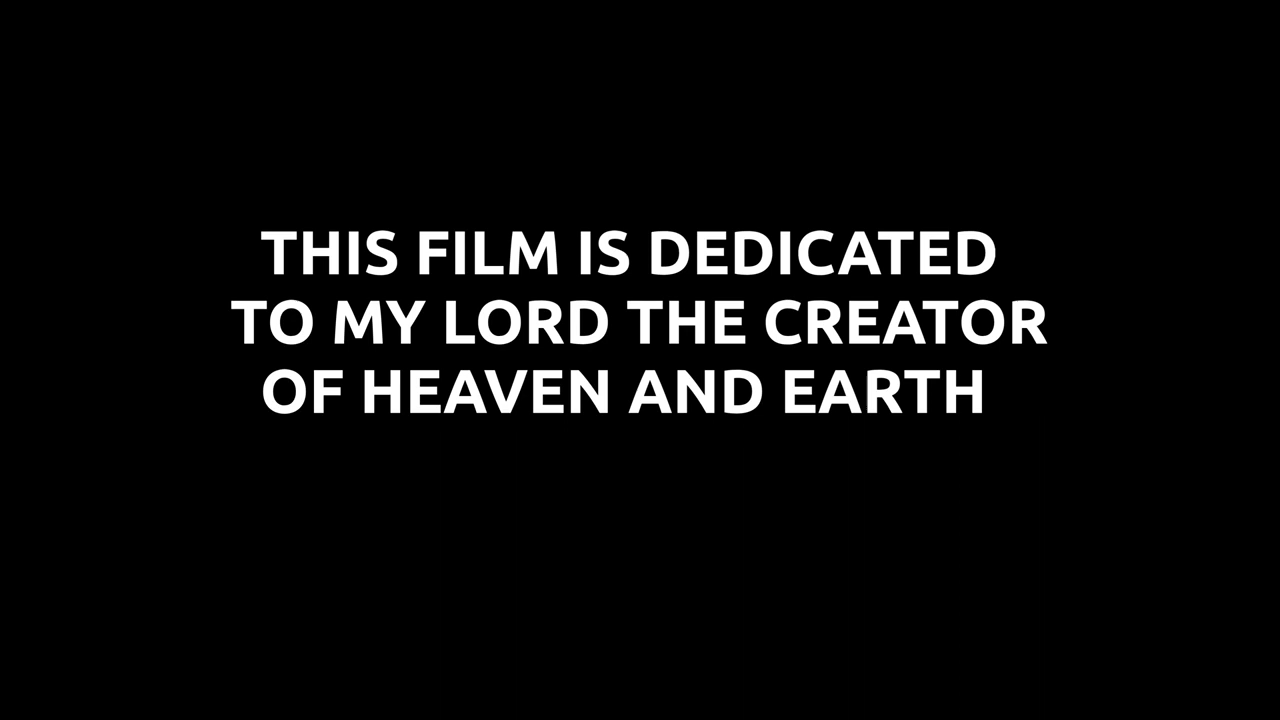 THIS FILM IS DEDICATED
TO MY LORD THE CREATOR
OF HEAVEN AND EARTH